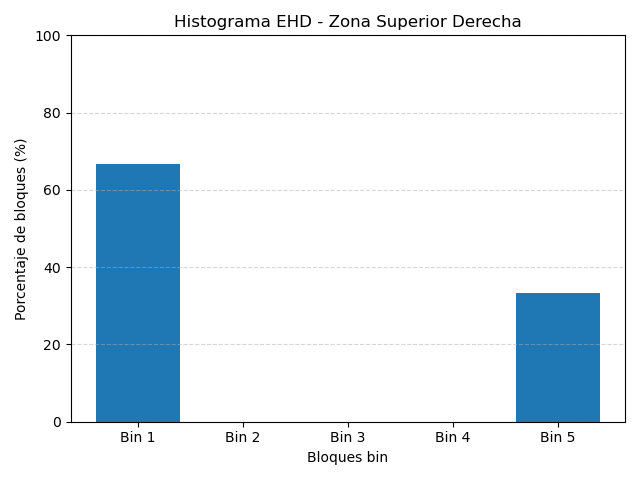 Histograma EHD - Zona Superior Derecha
100
80
60
40
20
0
Porcentaje de bloques (%)
Bin 1 Bin 2 Bin 3 Bin 4 Bin 5
Bloques bin